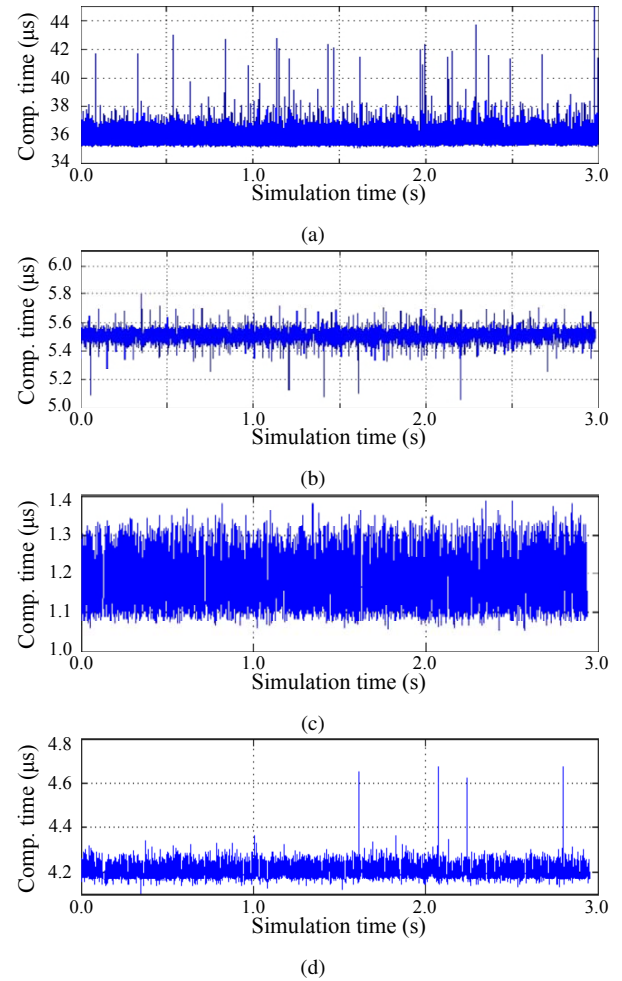 Comp. time (µs)
44
42
40
38
36
34
0.0 1.0 2.0 3.0
Simulation time (s)
(a)
Comp. time (µs)
6.0
5.8
5.6
5.4
5.2
5.0
0.0 1.0 2.0 3.0
Simulation time (s)
(b)
Comp. time (µs)
1.4
1.3
1.2
1.1
1.0
0.0 1.0 2.0 3.0
Simulation time (s)
(c)
Comp. time (µs)
4.8
4.6
4.4
4.2
0.0 1.0 2.0 3.0
Simulation time (s)
(d)